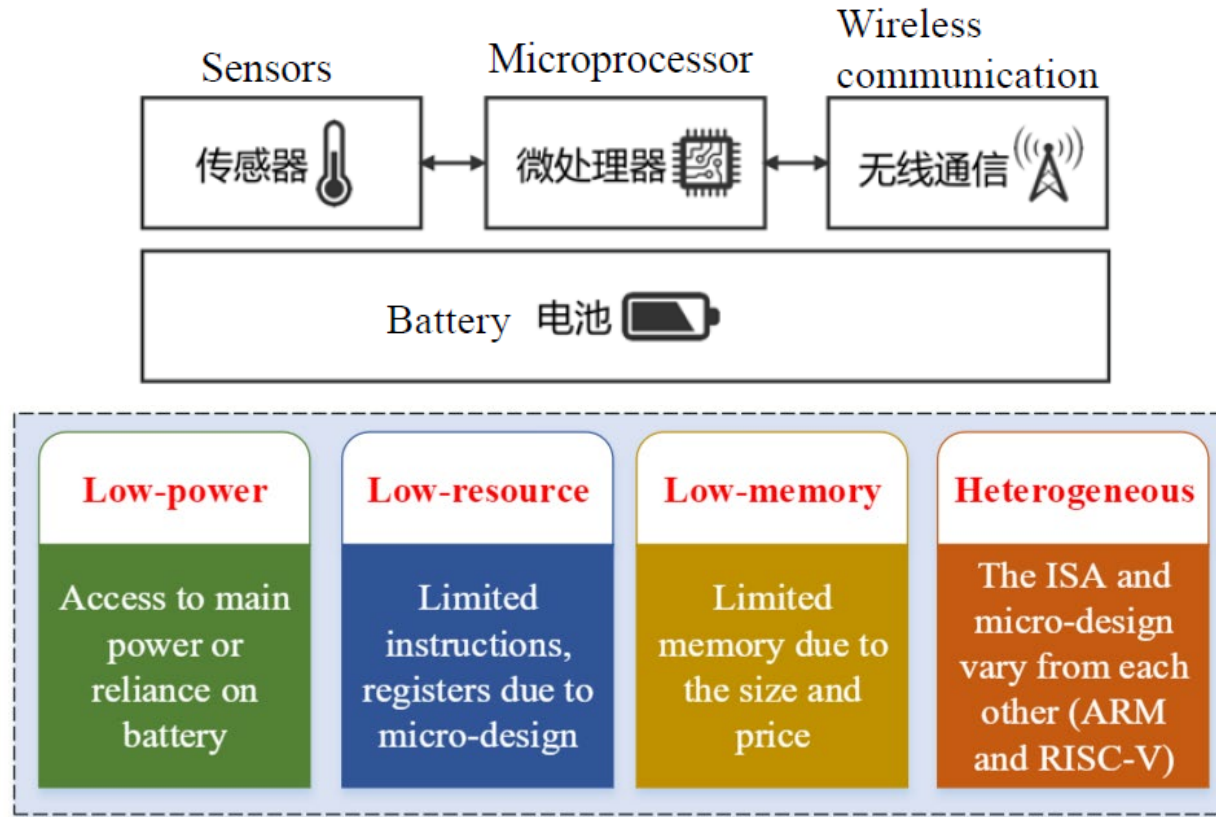 Sensors
Microprocessor
Wireless
communication
传感器
微处理器
无线通信
Battery 电池
Low-power
Access to main
power or
reliance on
battery
Low-resource
Limited
instructions,
registers due to
micro-design
Low-memory
Limited
memory due to
the size and
price
Heterogeneous
The ISA and
micro-design
vary from each
other (ARM
and RISC-V)